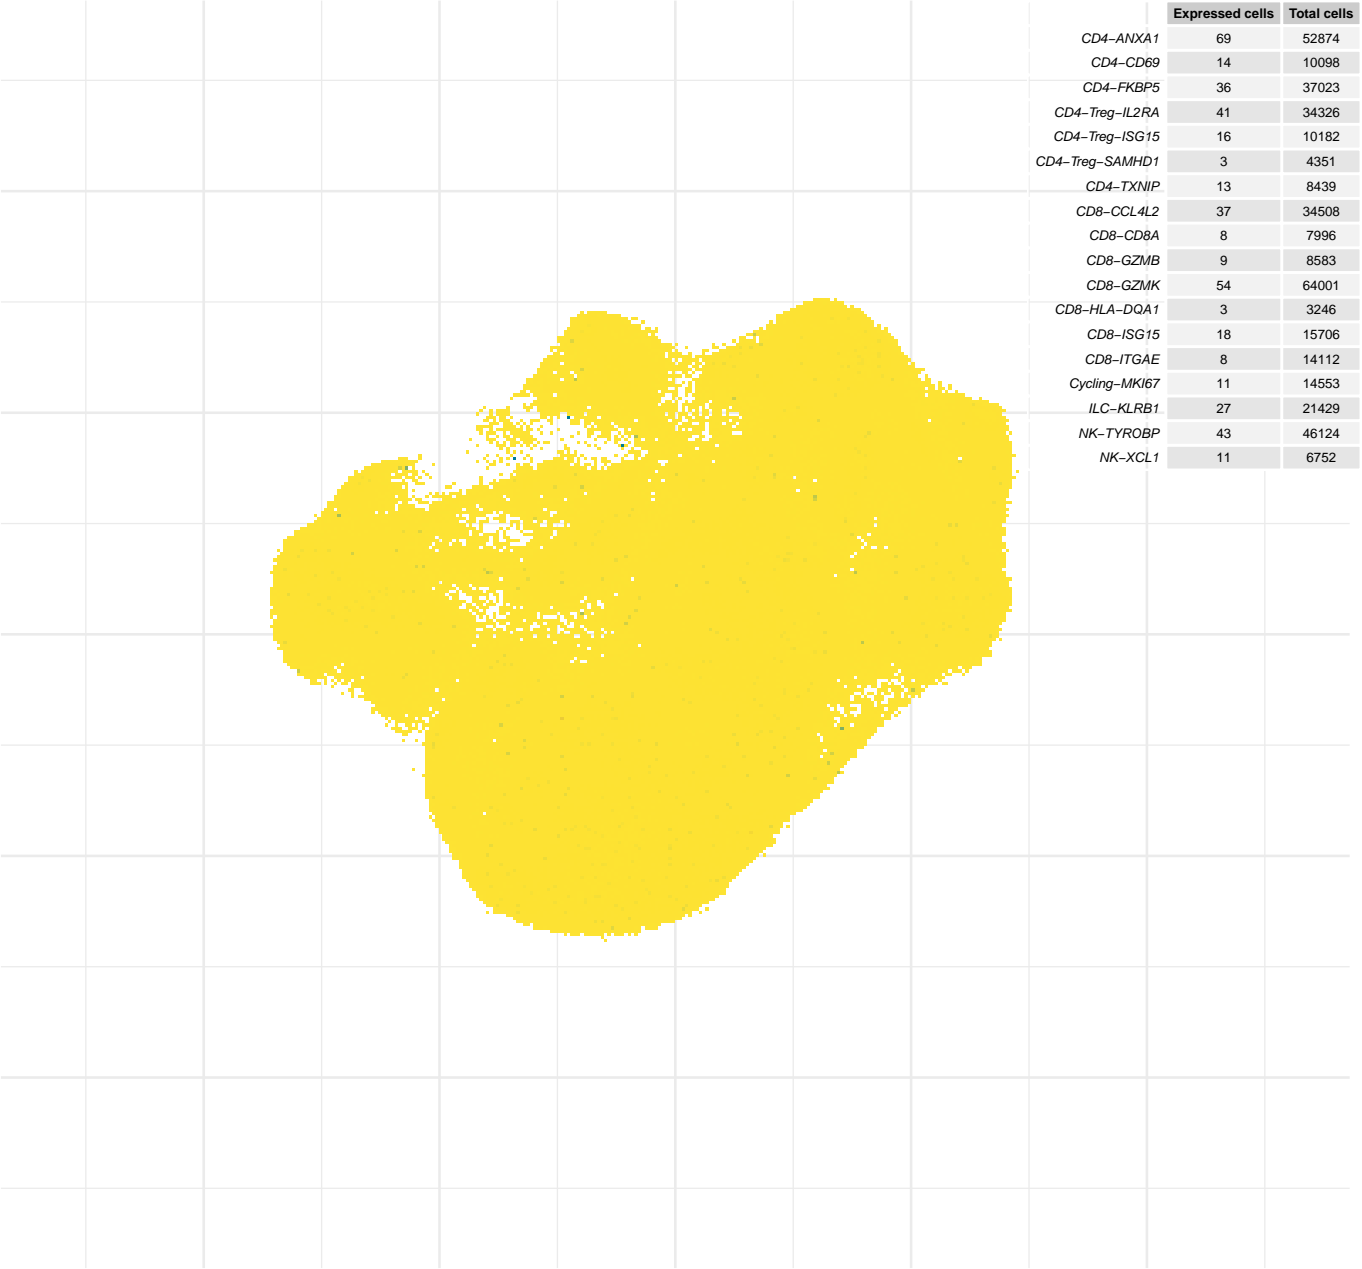 Expressed cells Total cells
CD4−ANXA1 69 52874
CD4−CD69 14 10098
CD4−FKBP5 36 37023
CD4−Treg−IL2RA 41 34326
CD4−Treg−ISG15 16 10182
CD4−Treg−SAMHD1 3 4351
CD4−TXNIP 13 8439
CD8−CCL4L2 37 34508
CD8−CD8A 8 7996
CD8−GZMB 9 8583
CD8−GZMK 54 64001
CD8−HLA−DQA1 3 3246
CD8−ISG15 18 15706
CD8−ITGAE 8 14112
Cycling−MKI67 11 14553
ILC−KLRB1 27 21429
NK−TYROBP 43 46124
NK−XCL1 11 6752